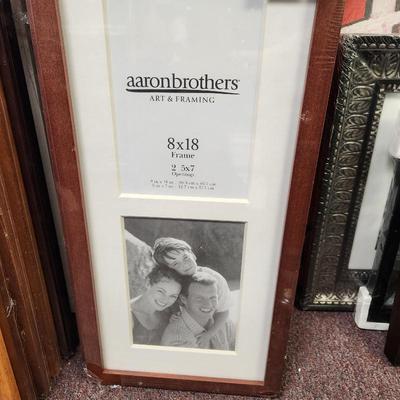 aaronbrothers
ART & FRAMING
8x18
Frame
2 5x7
Openings